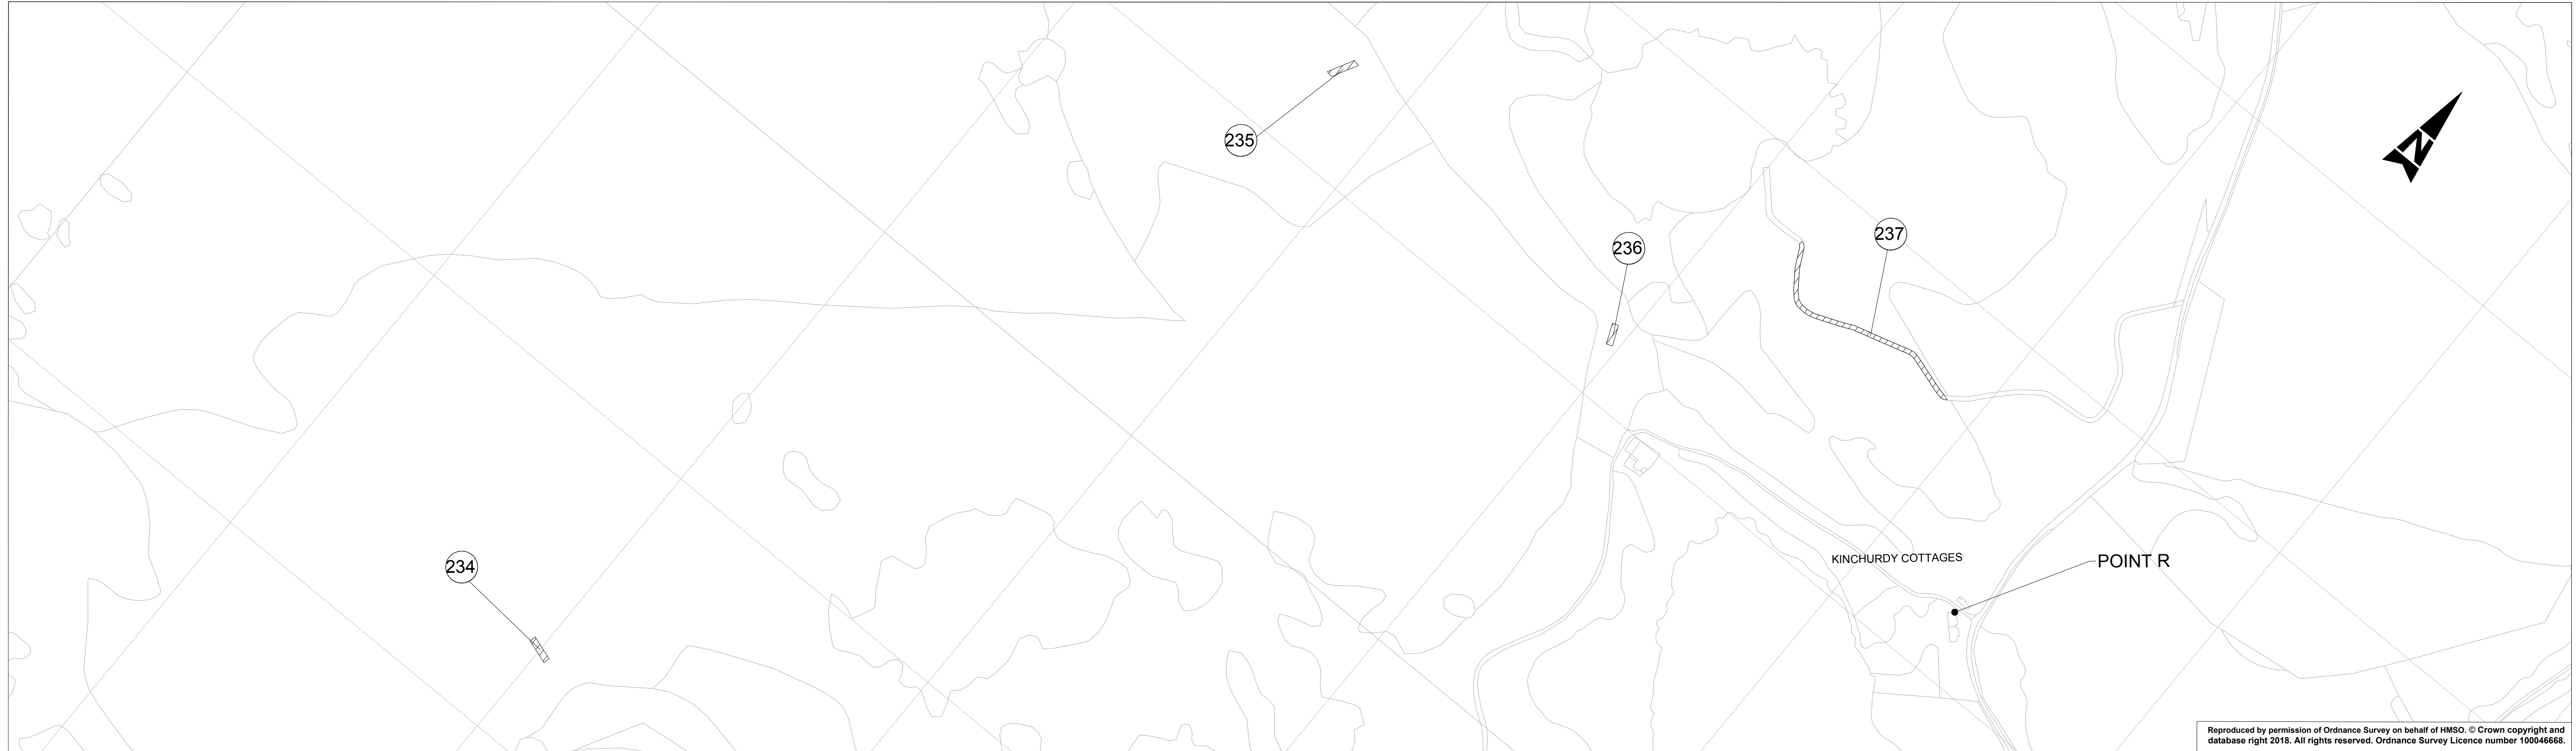 235
N
237
236
234
KINCHURDY COTTAGES
POINT R
Reproduced by permission of Ordnance Survey on behalf of HMSO. © Crown copyright and
database right 2018. All rights reserved. Ordnance Survey Licence number 100046668.